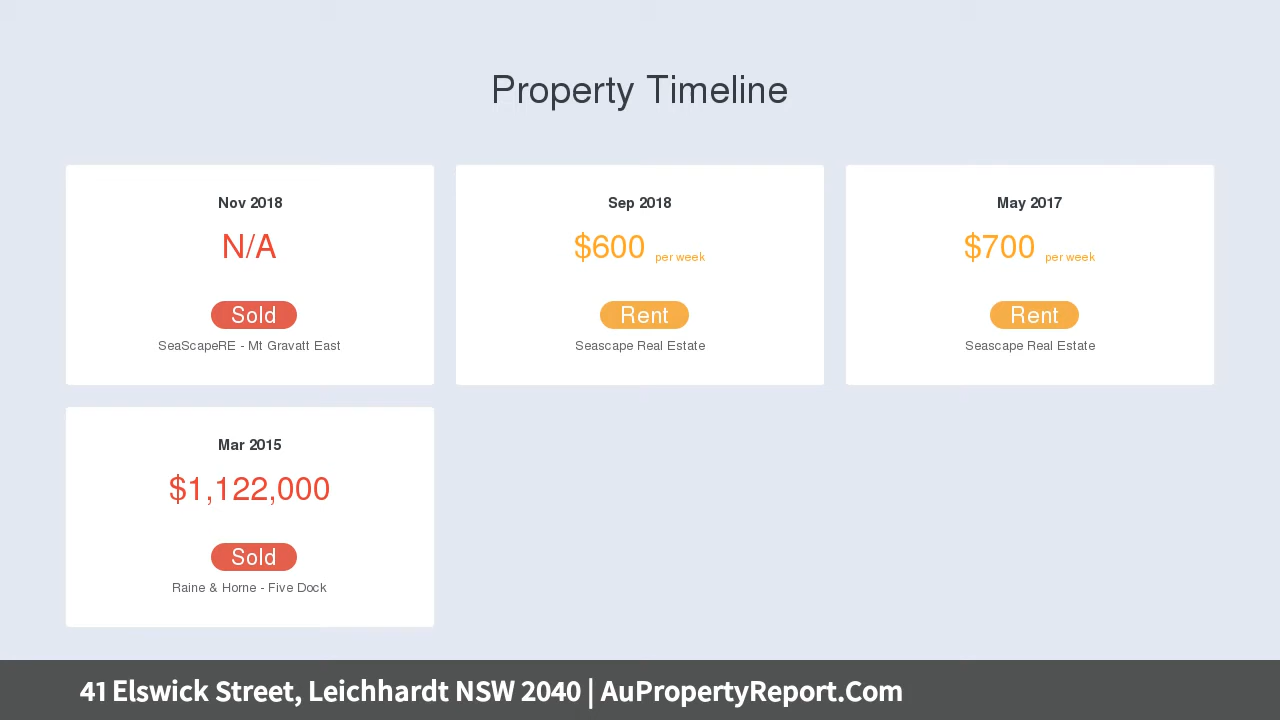 Property Timeline
Nov 2018
N/A
Sold
SeaScapeRE - Mt Gravatt East
Sep 2018
$600 per week
Rent
Seascape Real Estate
May 2017
$700 per week
Rent
Seascape Real Estate
Mar 2015
$1,122,000
Sold
Raine & Horne - Five Dock
41 Elswick Street, Leichhardt NSW 2040 | AuPropertyReport.Com